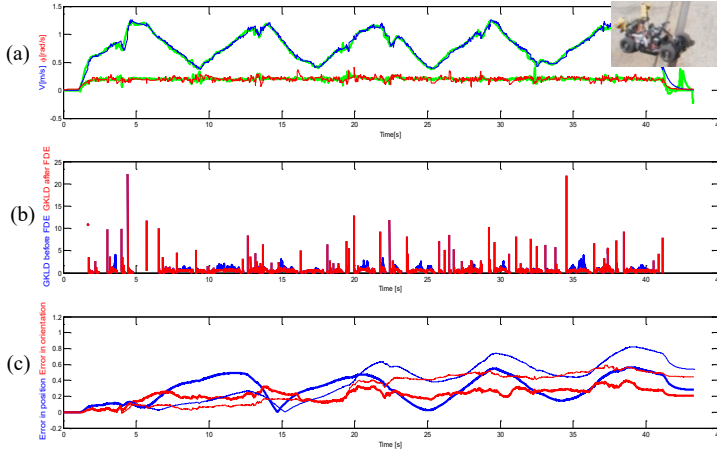 (a)
V[m/s] ϕ[rad/s]
1.5
1
0.5
0
-0.5
0 5 10 15 20 25 30 35 40
Time[s]
(b)
GKLD before FDE GKLD after FDE
25
20
15
10
5
0
0 5 10 15 20 25 30 35 40
Time [s]
(c)
Error in position Error in orientation
1.2
1
0.8
0.6
0.4
0.2
0
-0.2
0 5 10 15 20 25 30 35 40
Time [s]